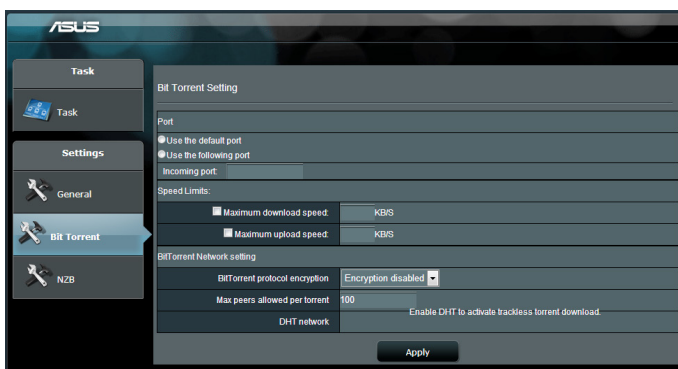 ASUS
Task
Task
Settings
General
Bit Torrent
NZB
Bit Torrent Setting
Port
Use the default port
Use the following port
Incoming port:
Speed Limits:
Maximum download speed: KB/S
Maximum upload speed: KB/S
BitTorrent Network setting
BitTorrent protocol encryption Encryption disabled
Max peers allowed per torrent 100
DHT network Enable DHT to activate trackless torrent download.
Apply